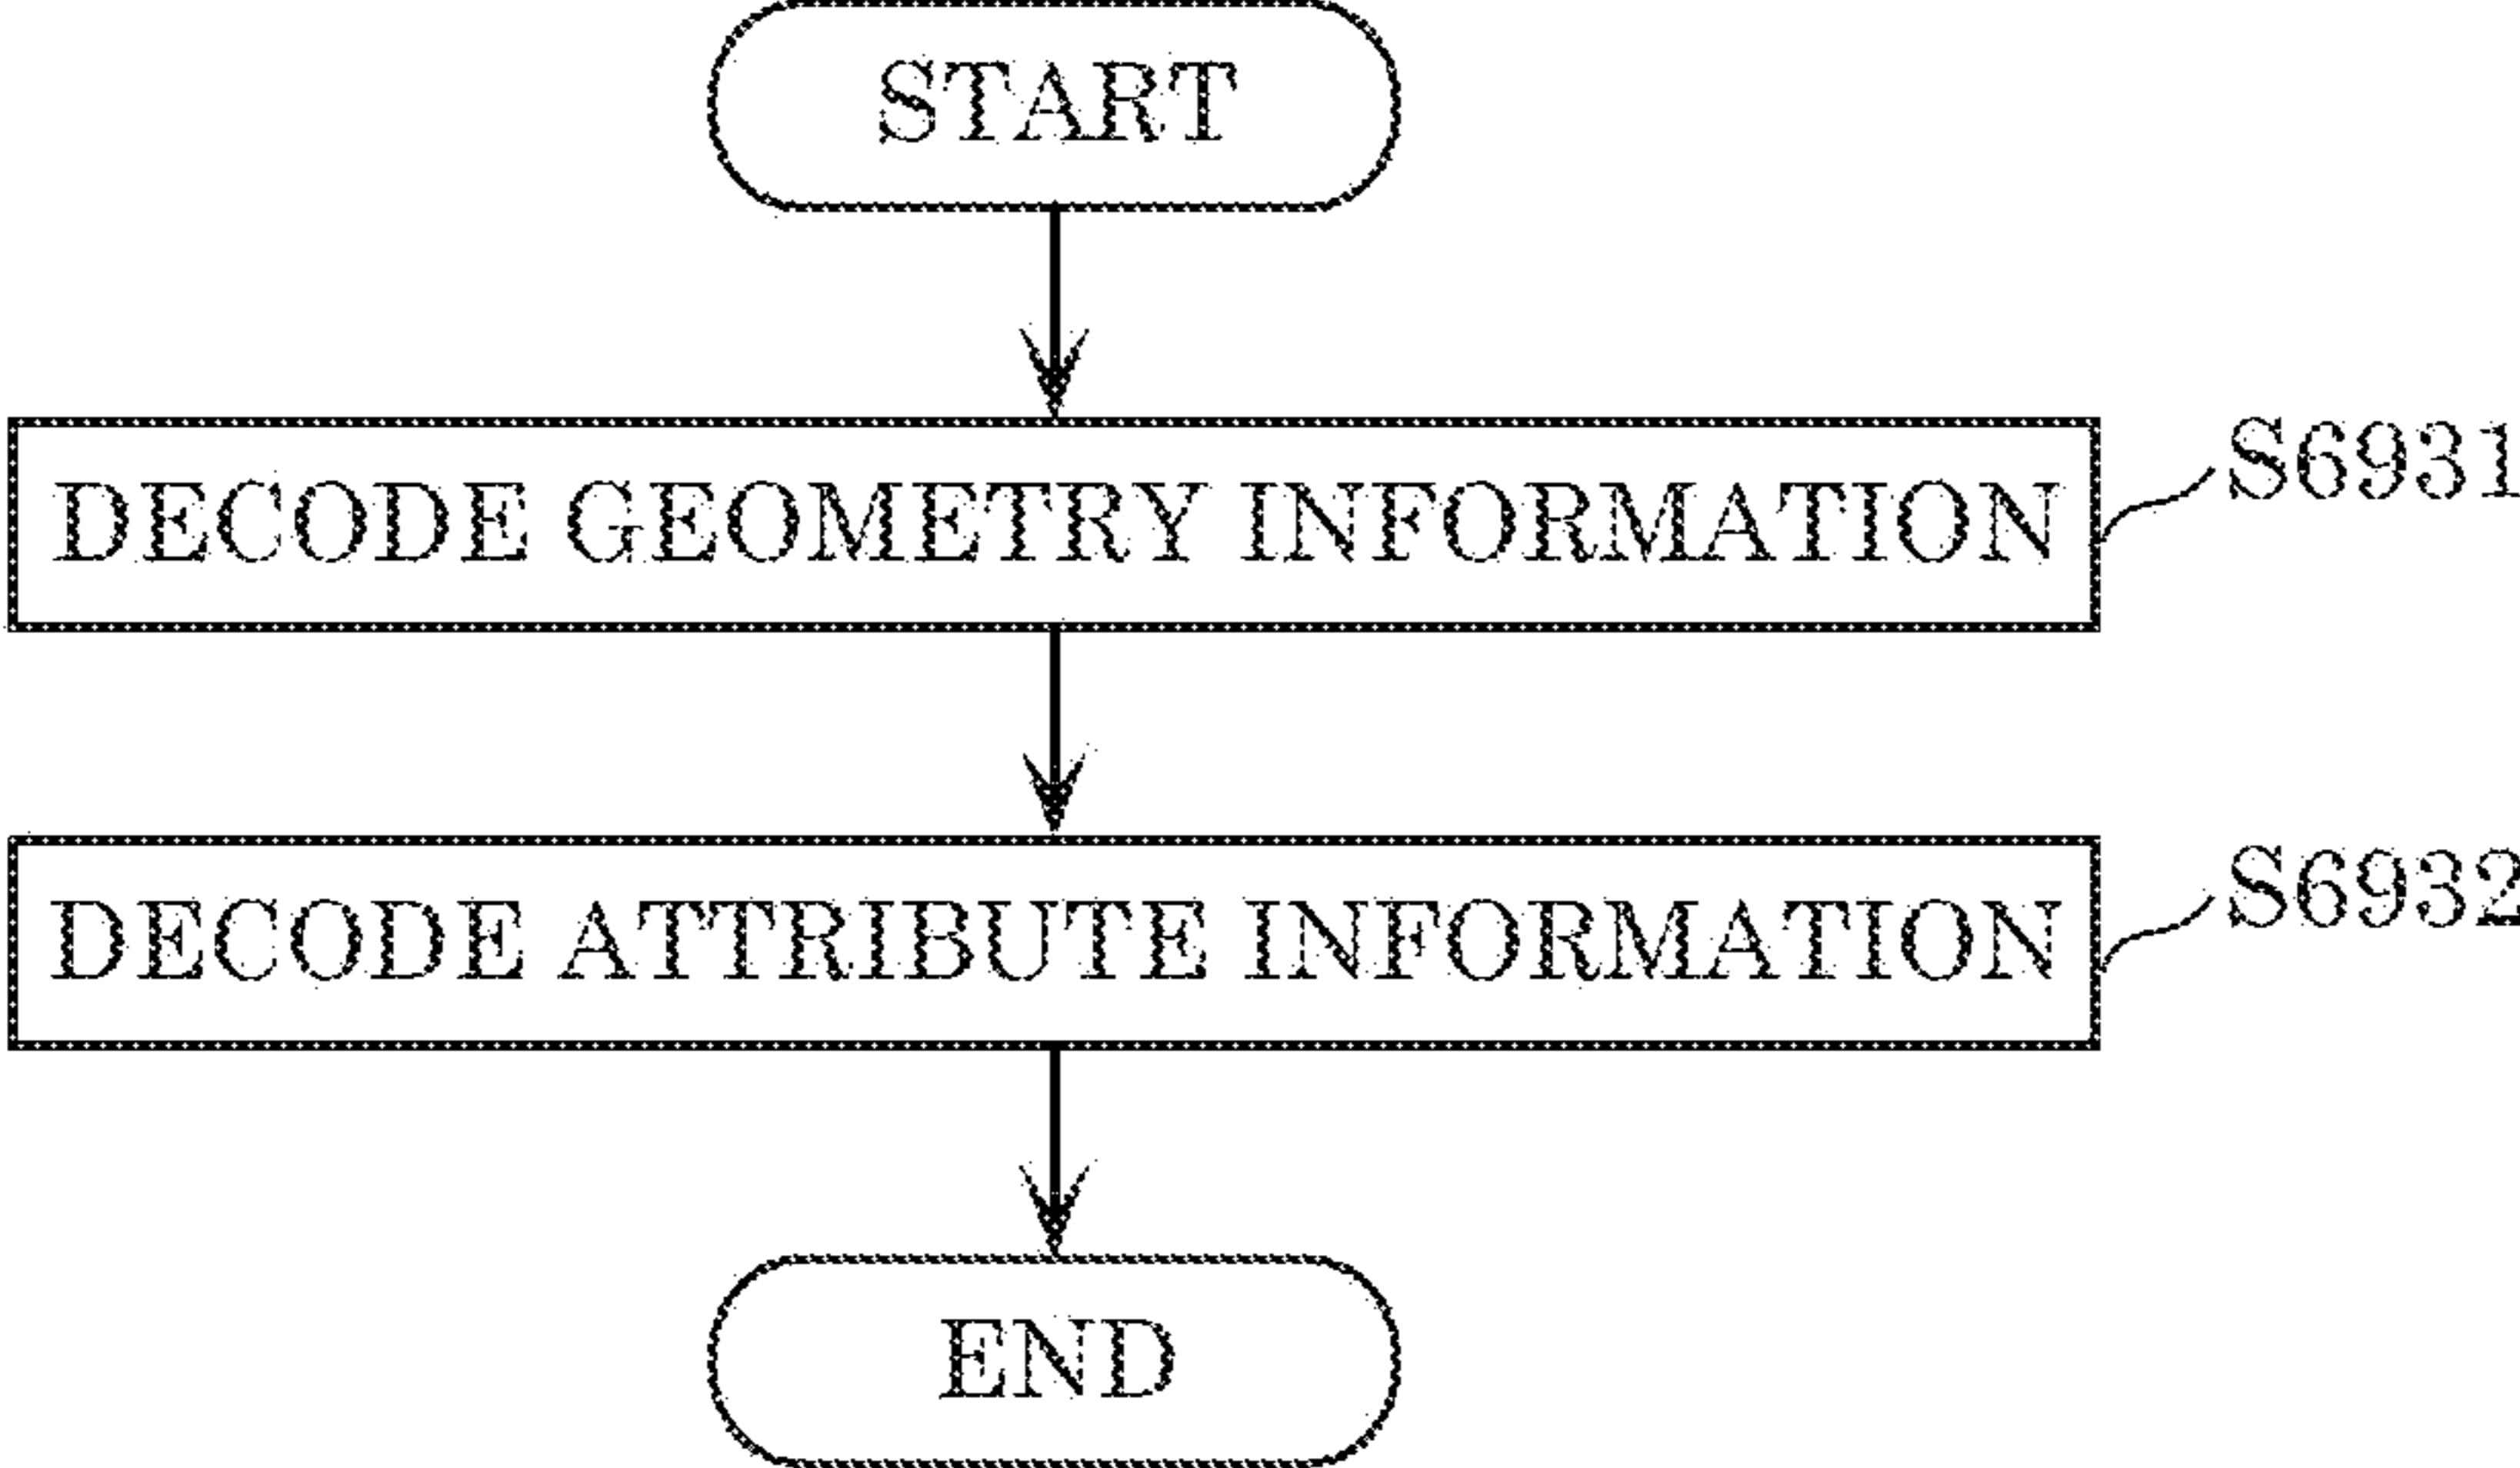 START
DECODE GEOMETRY INFORMATION
S6931
DECODE ATTRIBUTE INFORMATION
S6932
END